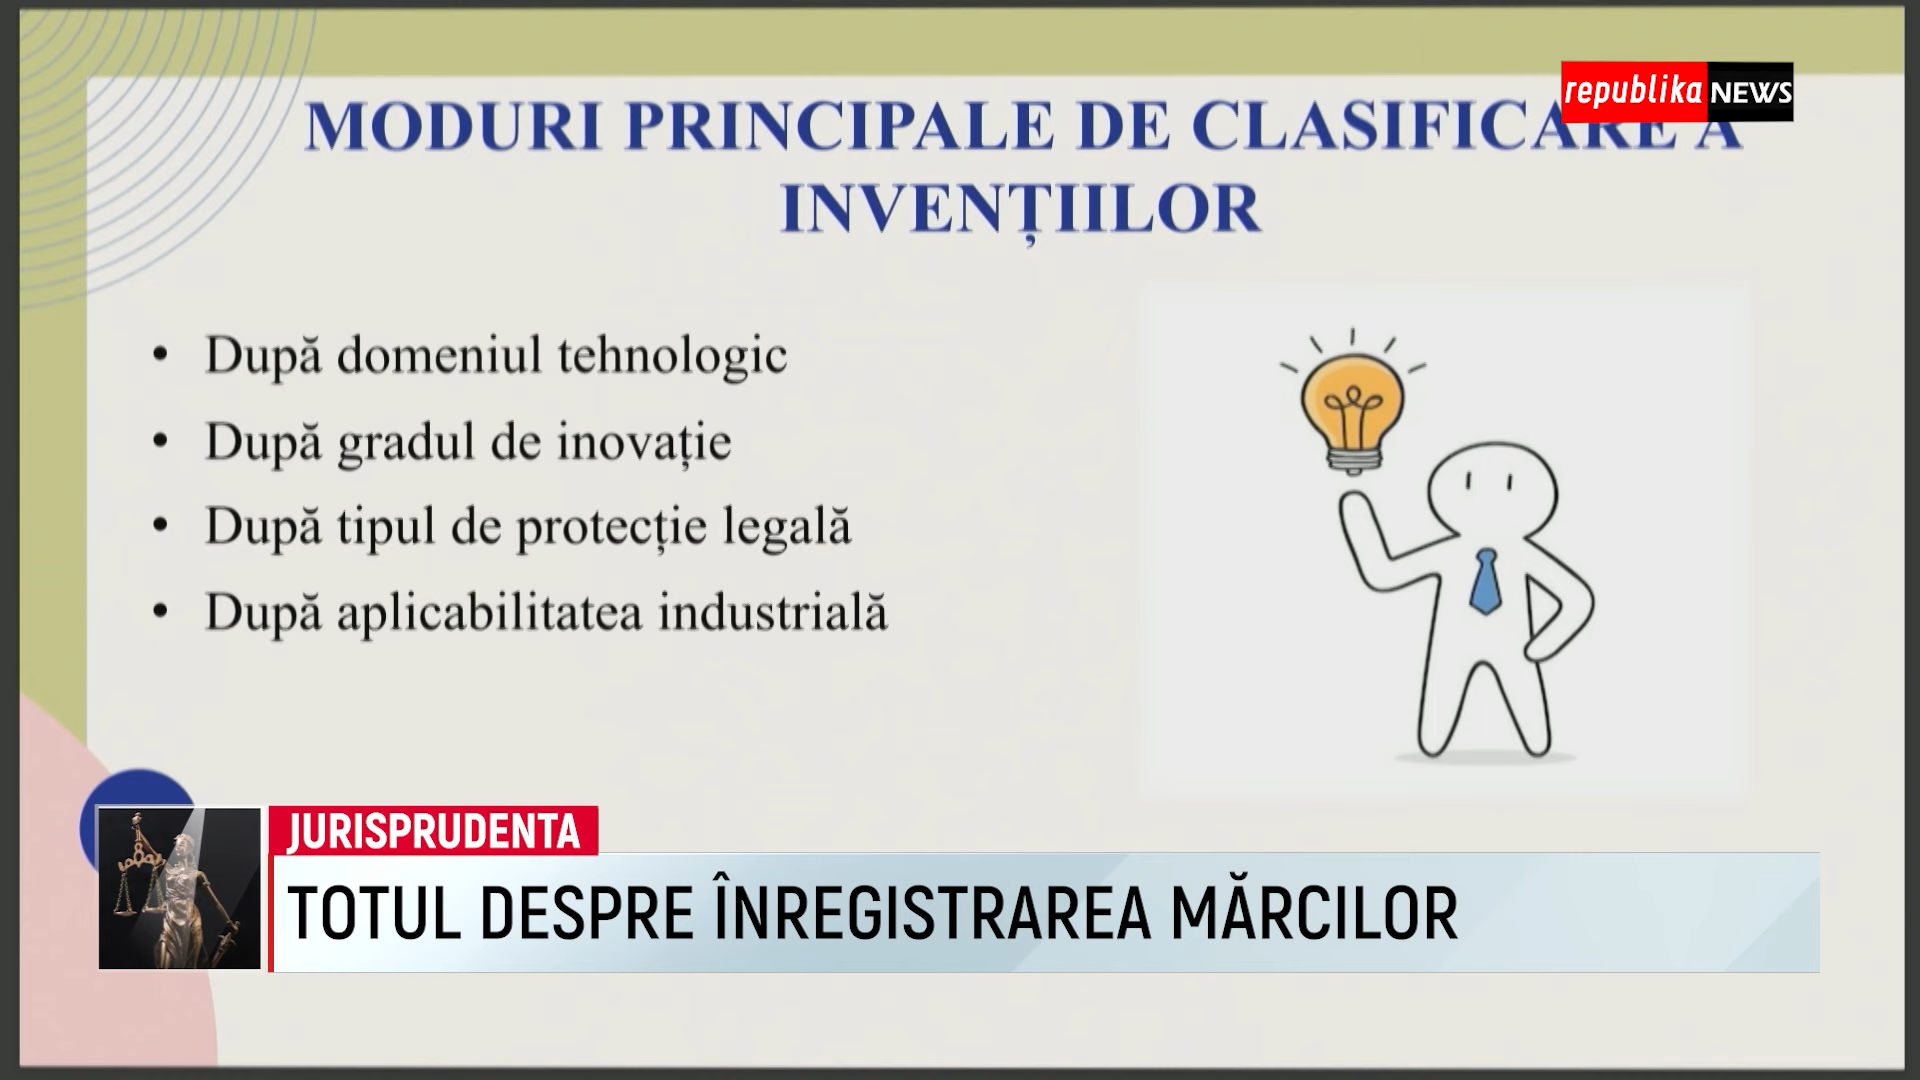 republika NEWS
MODURI PRINCIPALE DE CLASIFICARE A
INVENȚIILOR
• După domeniul tehnologic
• După gradul de inovație
• După tipul de protecție legală
• După aplicabilitatea industrială
JURISPRUDENTA
TOTUL DESPRE ÎNREGISTRAREA MĂRCILOR